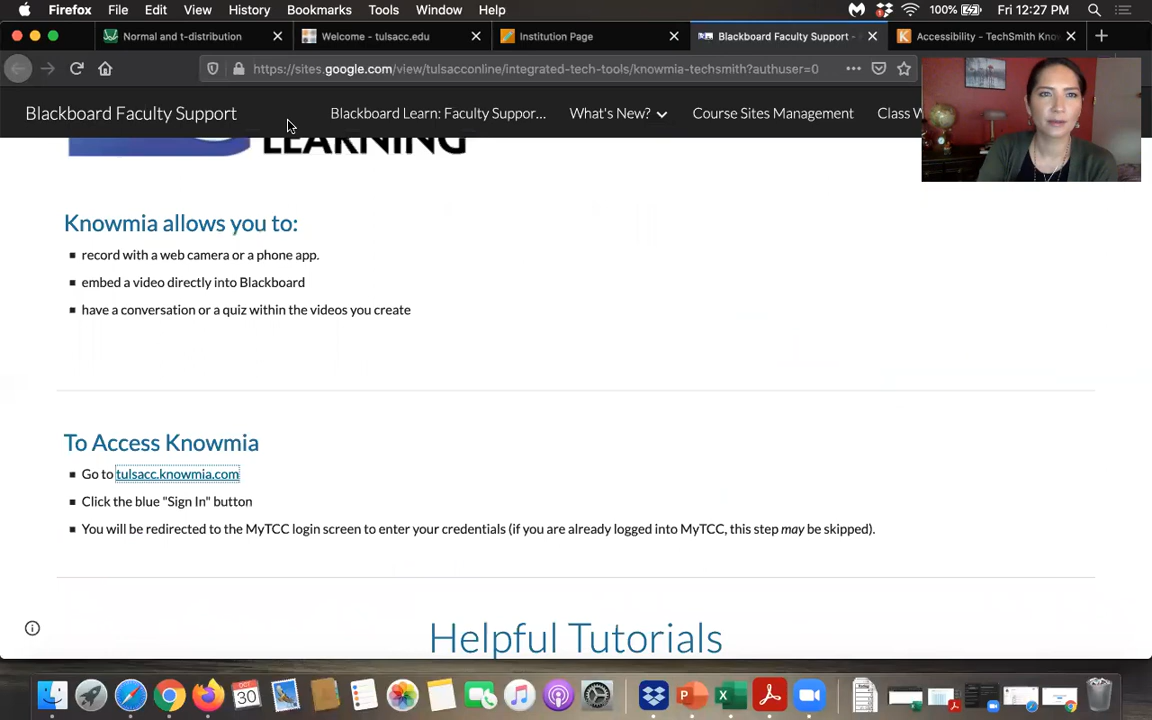 Firefox File Edit View History Bookmarks Tools Window Help 100% Fri 12:27 PM
Normal and t-distribution Welcome - tulsacc.edu Institution Page Blackboard Faculty Support - Accessibility - TechSmith Kno
https://sites.google.com/view/tulsacconline/integrated-tech-tools/knowmia-techsmith?authuser=0
Blackboard Faculty Support Blackboard Learn: Faculty Suppor... What's New? Course Sites Management Class W
LEARNING
Knowmia allows you to:
record with a web camera or a phone app.
embed a video directly into Blackboard
have a conversation or a quiz within the videos you create
To Access Knowmia
Go to tulsacc.knowmia.com
Click the blue "Sign In" button
You will be redirected to the MyTCC login screen to enter your credentials (if you are already logged into MyTCC, this step may be skipped).
Helpful Tutorials
OCT
30